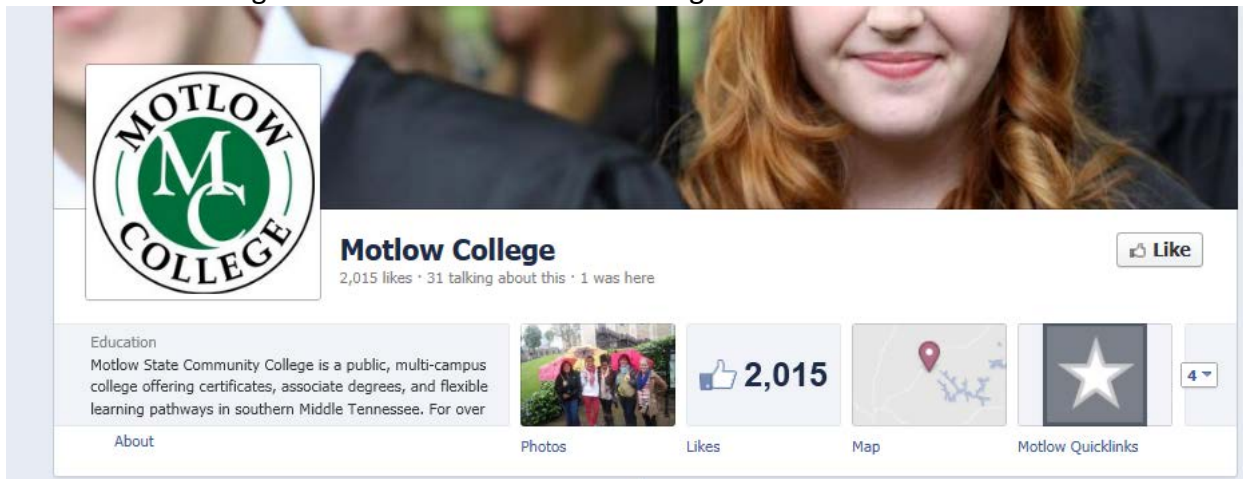 MOTLOW
MC
COLLEGE
Motlow College
2,015 likes · 31 talking about this · 1 was here
Like
Education
Motlow State Community College is a public, multi-campus
college offering certificates, associate degrees, and flexible
learning pathways in southern Middle Tennessee. For over
About
Photos
2,015
Likes
Map
Motlow Quicklinks
4